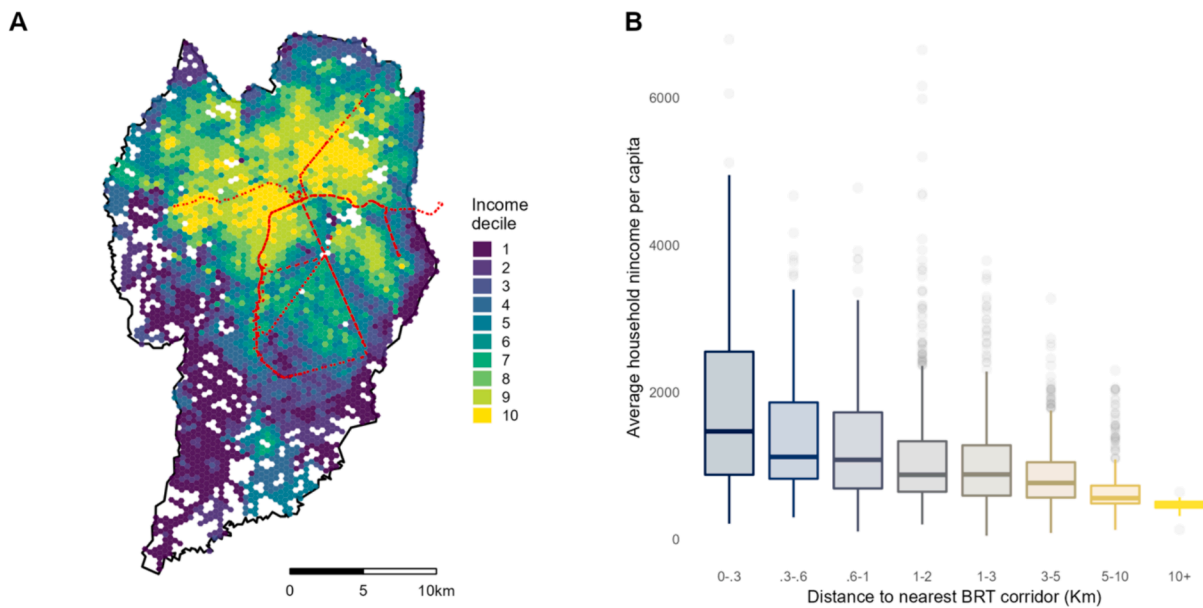 A
Income
decile
1
2
3
4
5
6
7
8
9
10
0 5 10km
B
Average household nincome per capita
6000
4000
2000
0
0-.3 .3-.6 .6-1 1-2 1-3 3-5 5-10 10+
Distance to nearest BRT corridor (Km)